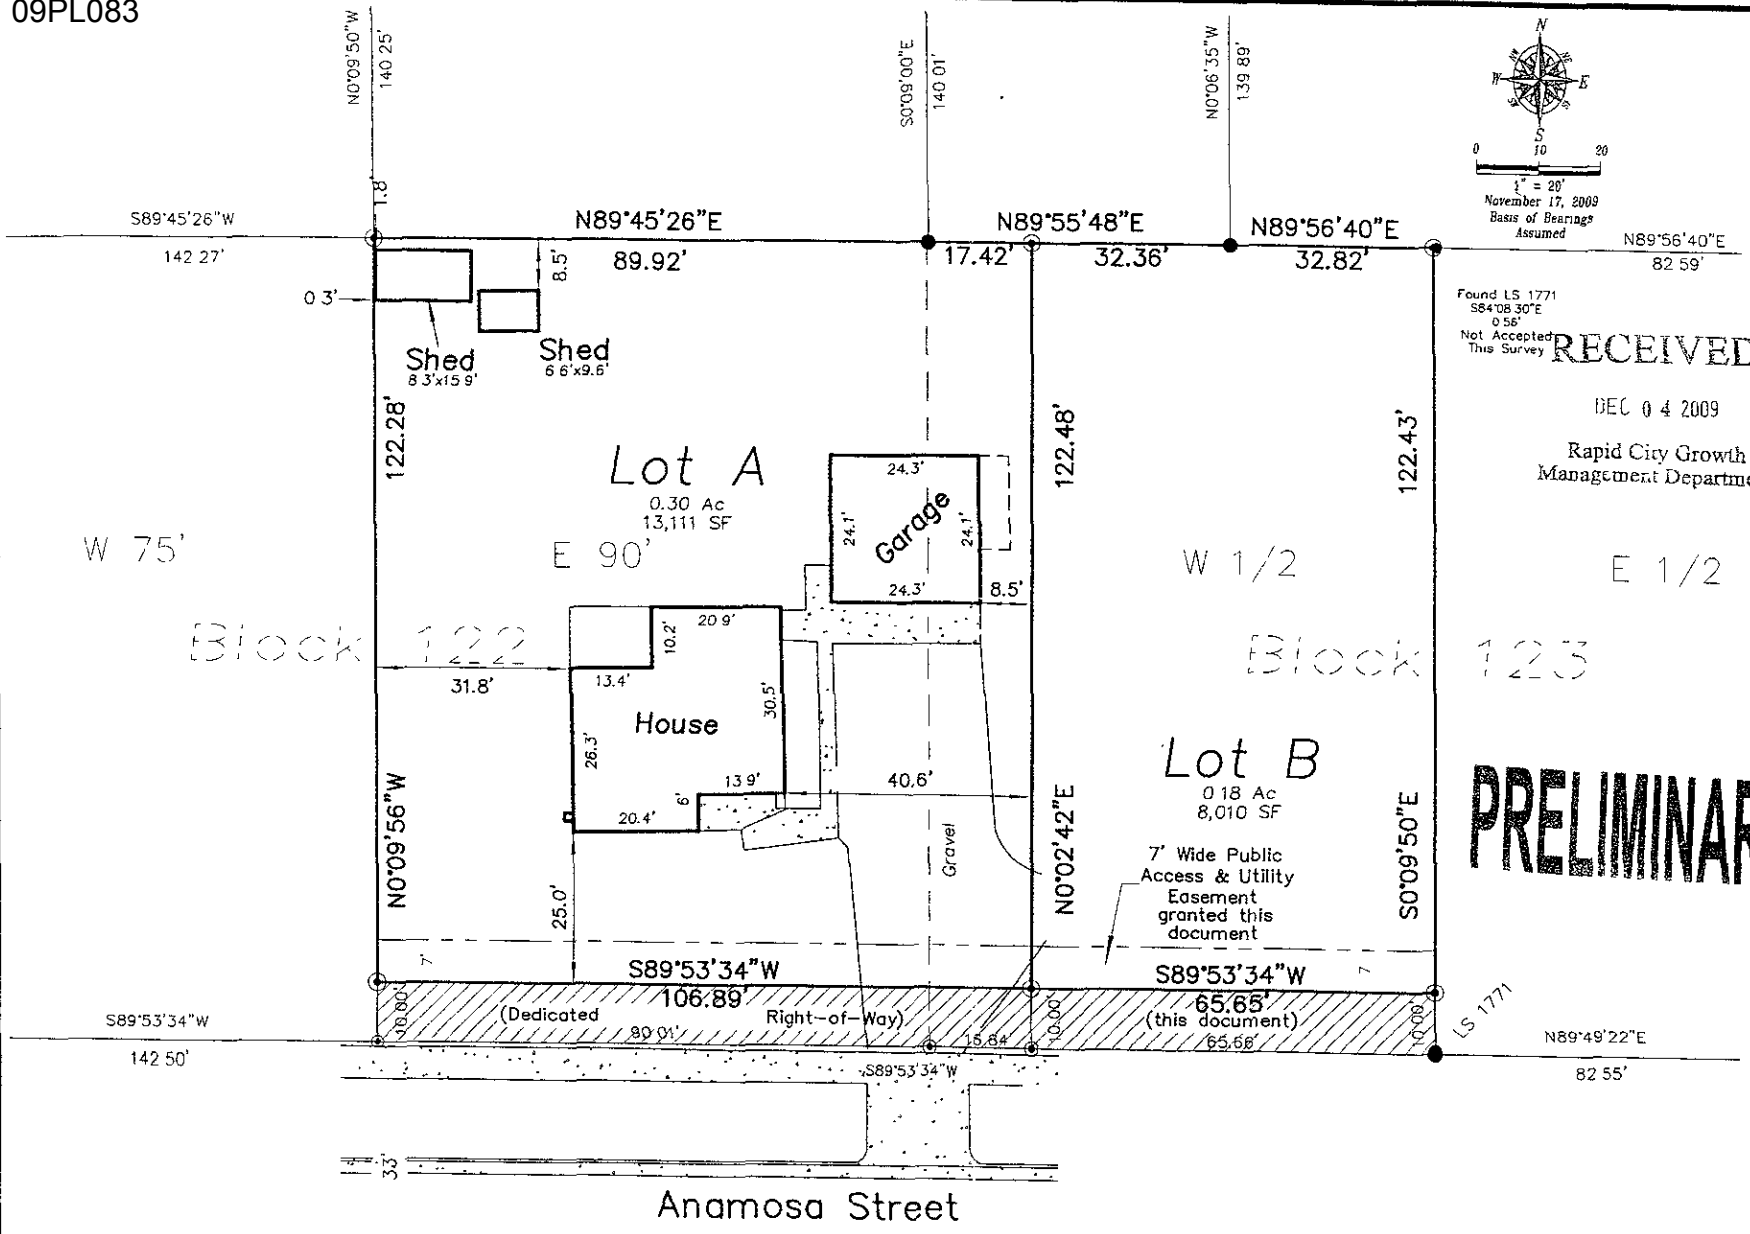 09PL083
N0°09'50"W
140 25'
S0°09'00"E
140 01'
N0°06'35"W
139 89'
N
NW
NE
W
E
SW
S
0 10 20
1" = 20'
November 17, 2009
Basis of Bearings
Assumed
1.8'
S89°45'26"W
142 27'
N89°45'26"E
89.92'
N89°55'48"E
17.42'
32.36'
N89°56'40"E
32.82'
N89°56'40"E
82 59'
8.5'
0 3'
Shed
8 3'x15 9'
Shed
6 6'x9.6'
Found LS 1771
S84°08 30"E
0 56'
Not Accepted
This Survey
RECEIVED
DEC 0 4 2009
Rapid City Growth
Management Departme
122.28'
122.48'
122.43'
Lot A
0.30 Ac
13,111 SF
24.3'
24.1'
Garage
24.1'
24.3'
8.5'
W 75'
E 90'
W 1/2
E 1/2
Block 122
Block 123
20 9'
10.2'
31.8'
13.4'
30.5'
House
26.3'
13 9'
6'
20.4'
40.6'
Gravel
25.0'
N0°09'56"W
N0°02'42"E
S0°09'50"E
Lot B
0 18 Ac
8,010 SF
7' Wide Public
Access & Utility
Easement
granted this
document
PRELIMINAR
7'
7
S89°53'34"W
106.89'
S89°53'34"W
65.65'
10.00'
(Dedicated Right-of-Way)
90 01'
15.84
10.00'
(this document)
65.66'
10.00'
LS 1771
S89°53'34"W
142 50'
S89°53'34"W
N89°49'22"E
82 55'
33'
Anamosa Street